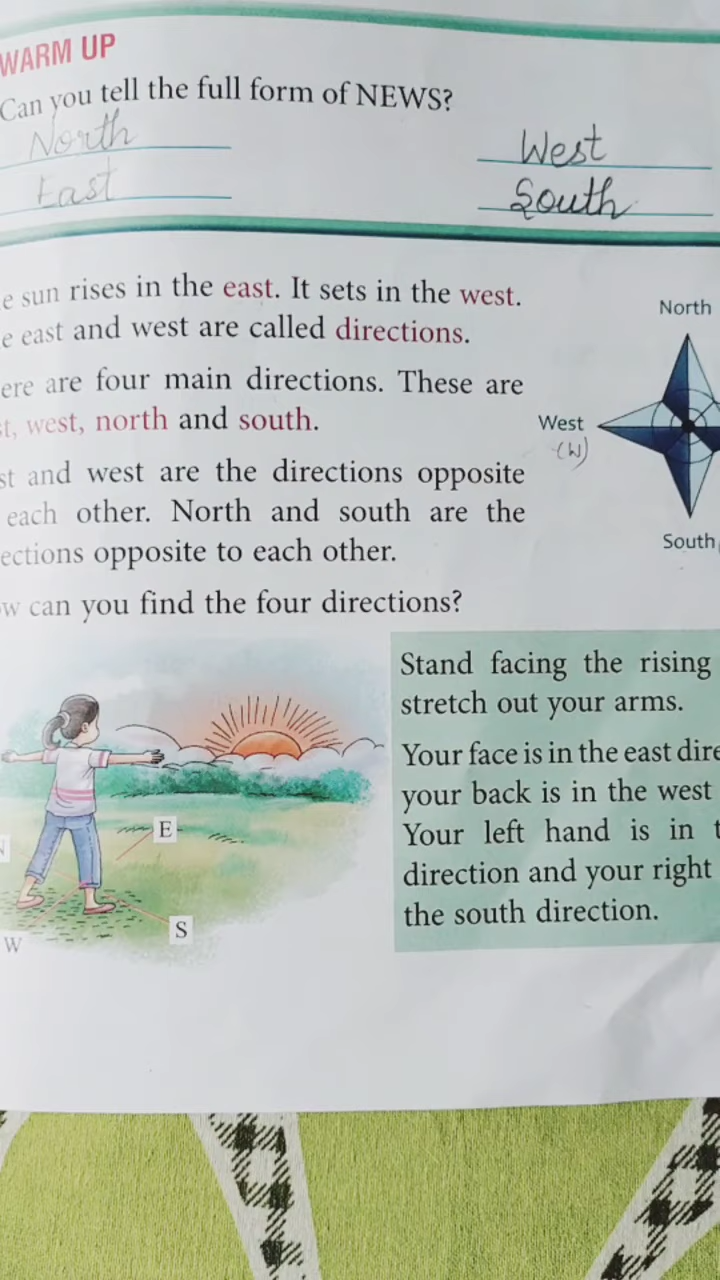 WARM UP
Can you tell the full form of NEWS?
North West
East South
e sun rises in the east. It sets in the west.
e east and west are called directions.
ere are four main directions. These are
st, west, north and south.
st and west are the directions opposite
each other. North and south are the
ections opposite to each other.
w can you find the four directions?
North
West
(W)
South
Stand facing the rising
stretch out your arms.
Your face is in the east dire
your back is in the west
Your left hand is in t
direction and your right
the south direction.
E
N
S
W